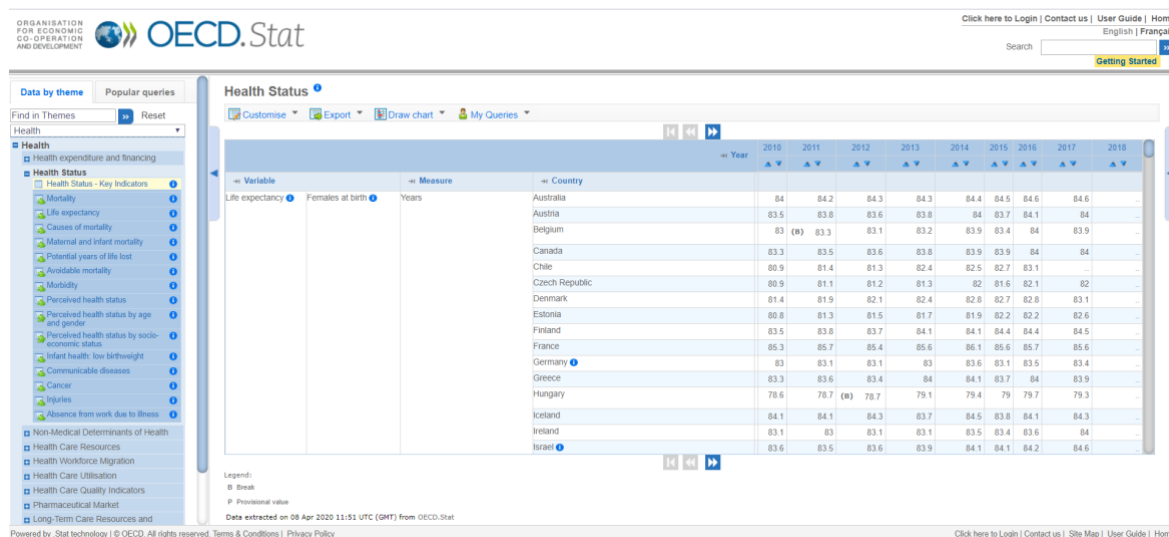 ORGANISATION
FOR ECONOMIC
CO-OPERATION
AND DEVELOPMENT
OECD.Stat
Click here to Login | Contact us | User Guide | Hom
English | Françai
Search
Getting Started
Data by theme
Popular queries
Find in Themes
Reset
Health
Health
Health expenditure and financing
Health Status
Health Status - Key Indicators
Mortality
Life expectancy
Causes of mortality
Maternal and infant mortality
Potential years of life lost
Avoidable mortality
Morbidity
Perceived health status
Perceived health status by age
and gender
Perceived health status by socio-
economic status
Infant health: low birthweight
Communicable diseases
Cancer
Injuries
Absence from work due to illness
Non-Medical Determinants of Health
Health Care Resources
Health Workforce Migration
Health Care Utilisation
Health Care Quality Indicators
Pharmaceutical Market
Long-Term Care Resources and
Health Status
Customise Export Draw chart My Queries
Year 2010 2011 2012 2013 2014 2015 2016 2017 2018
Variable Measure Country
Life expectancy Females at birth Years Australia 84 84.2 84.3 84.3 84.4 84.5 84.6 84.6 ..
Austria 83.5 83.8 83.6 83.8 84 83.7 84.1 84 ..
Belgium 83 (B) 83.3 83.1 83.2 83.9 83.4 84 83.9 ..
Canada 83.3 83.5 83.6 83.8 83.9 83.9 84 84 ..
Chile 80.9 81.4 81.3 82.4 82.5 82.7 83.1 .. ..
Czech Republic 80.9 81.1 81.2 81.3 82 81.6 82.1 82 ..
Denmark 81.4 81.9 82.1 82.4 82.8 82.7 82.8 83.1 ..
Estonia 80.8 81.3 81.5 81.7 81.9 82.2 82.2 82.6 ..
Finland 83.5 83.8 83.7 84.1 84.1 84.4 84.4 84.5 ..
France 85.3 85.7 85.4 85.6 86.1 85.6 85.7 85.6 ..
Germany 83 83.1 83.1 83 83.6 83.1 83.5 83.4 ..
Greece 83.3 83.6 83.4 84 84.1 83.7 84 83.9 ..
Hungary 78.6 78.7 (B) 78.7 79.1 79.4 79 79.7 79.3 ..
Iceland 84.1 84.1 84.3 83.7 84.5 83.8 84.1 84.3 ..
Ireland 83.1 83 83.1 83.1 83.5 83.4 83.6 84 ..
Israel 83.6 83.5 83.6 83.9 84.1 84.1 84.2 84.6 ..
Legend:
B Break
P Provisional value
Data extracted on 08 Apr 2020 11:51 UTC (GMT) from OECD.Stat
Powered by .Stat technology | © OECD. All rights reserved. Terms & Conditions | Privacy Policy
Click here to Login | Contact us | Site Map | User Guide | Hom